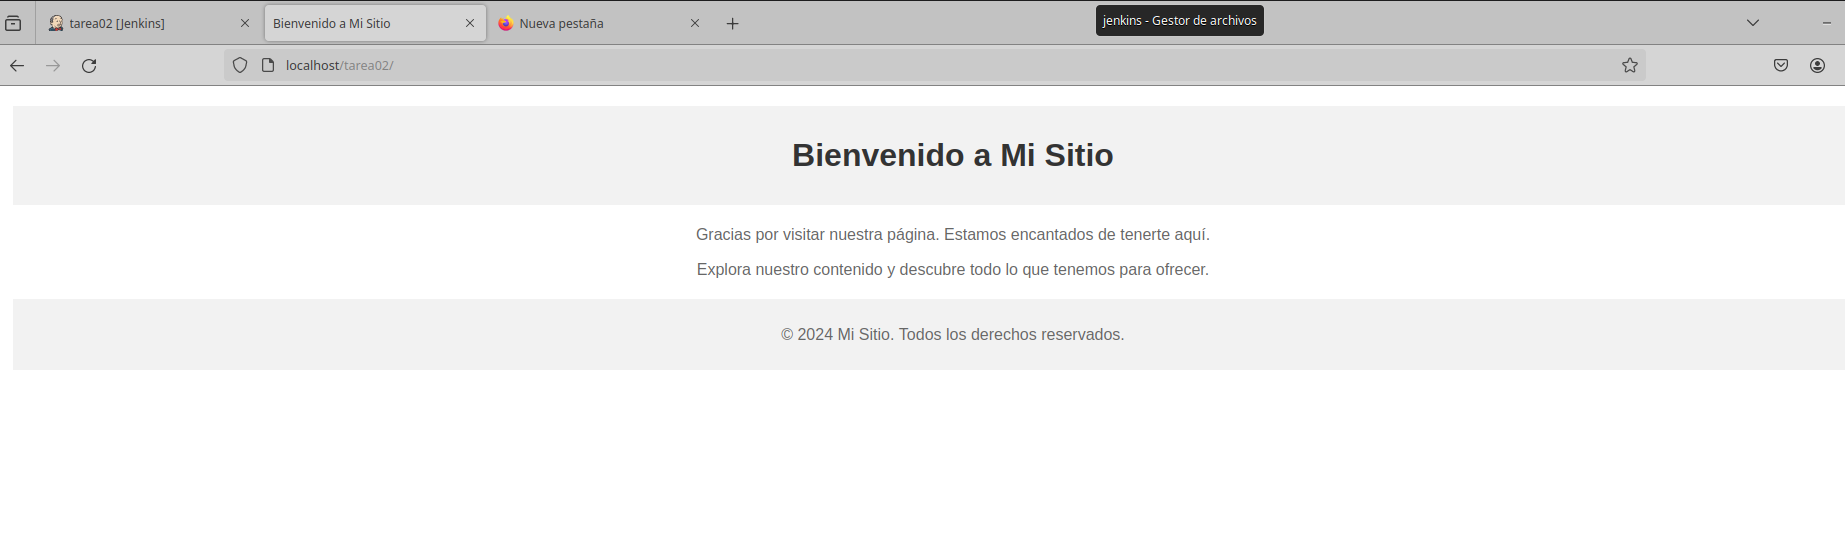 tarea02 [Jenkins]
Bienvenido a Mi Sitio
Nueva pestaña
jenkins - Gestor de archivos
localhost/tarea02/
Bienvenido a Mi Sitio
Gracias por visitar nuestra página. Estamos encantados de tenerte aquí.
Explora nuestro contenido y descubre todo lo que tenemos para ofrecer.
© 2024 Mi Sitio. Todos los derechos reservados.